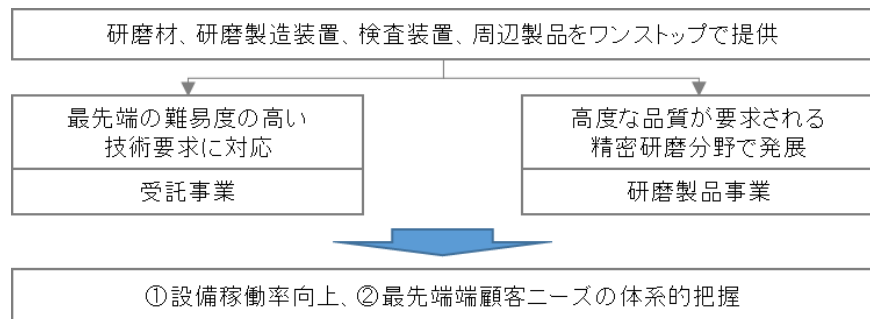 研磨材、研磨製造装置、検査装置、周辺製品をワンストップで提供
最先端の難易度の高い
技術要求に対応
受託事業
高度な品質が要求される
精密研磨分野で発展
研磨製品事業
①設備稼働率向上、②最先端端顧客ニーズの体系的把握